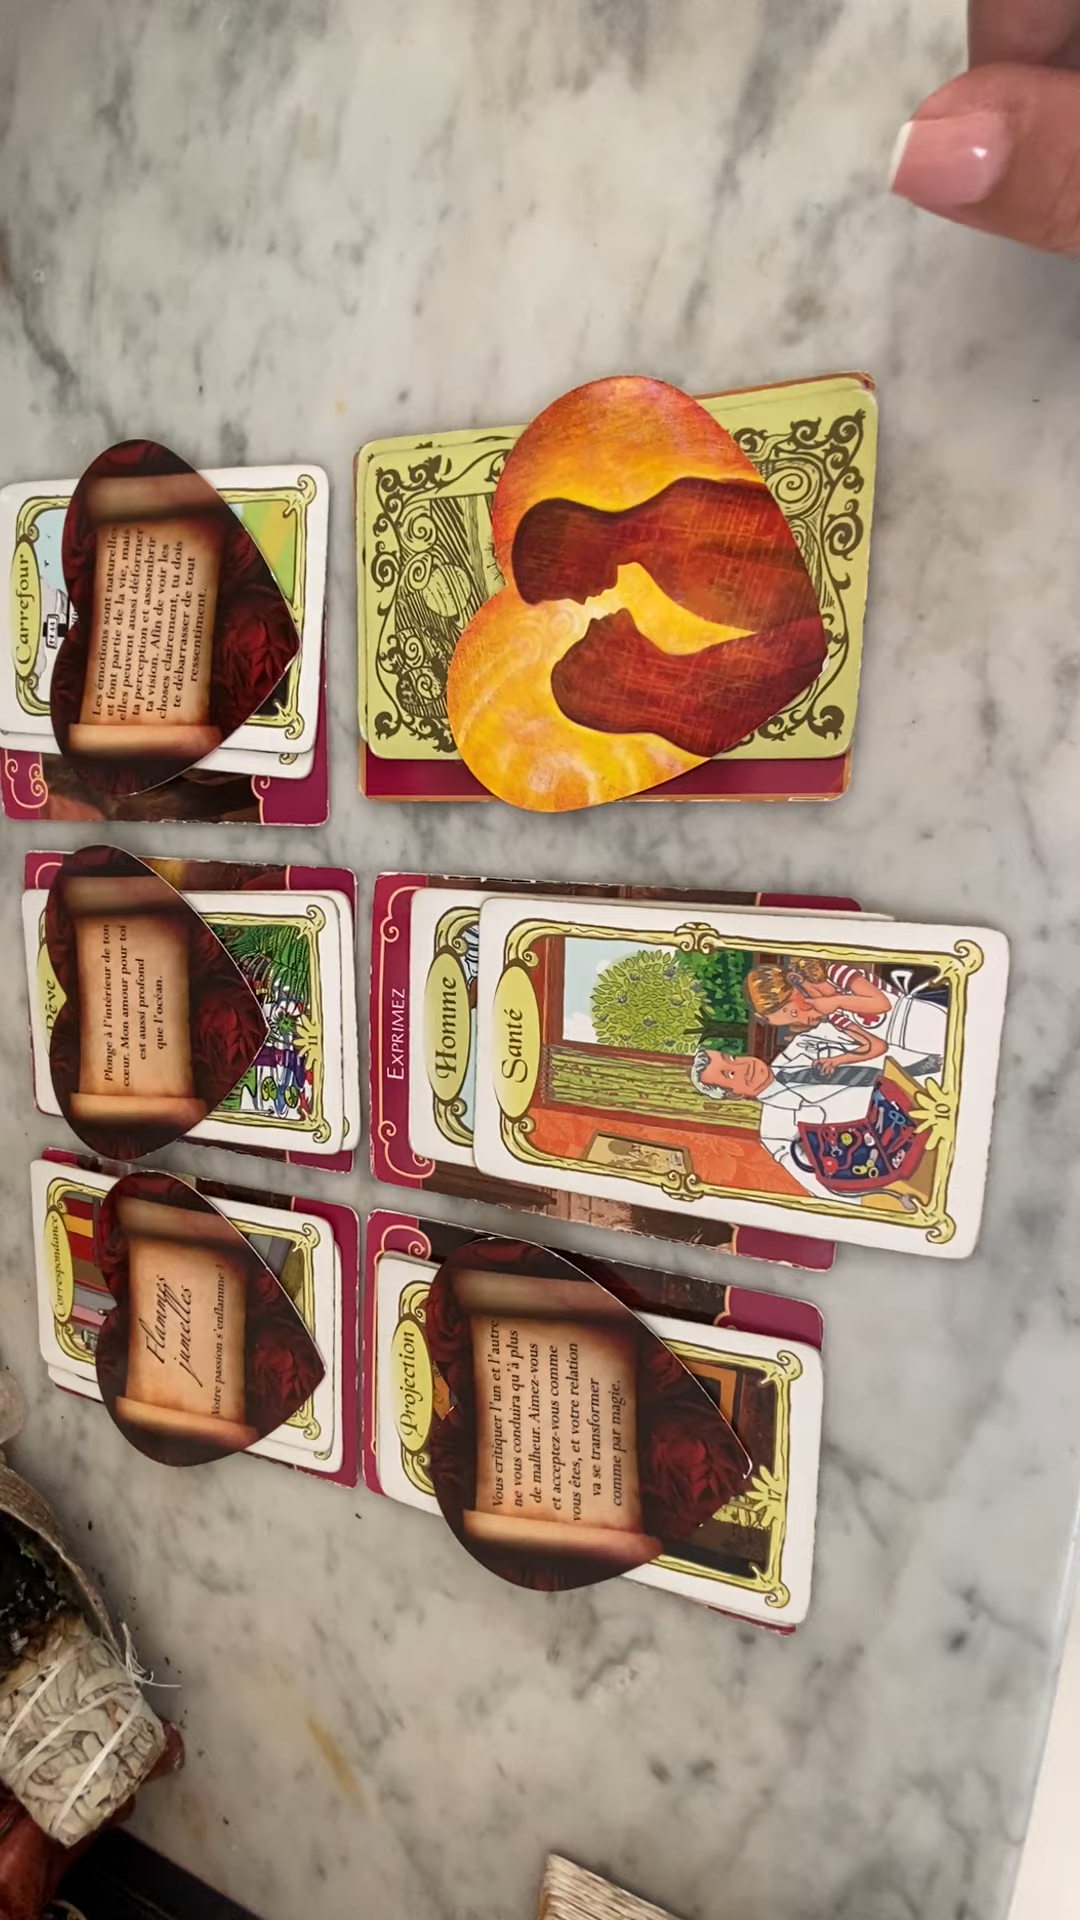 Carrefour
Les émotions sont naturelles
et font partie de la vie, mais
elles peuvent aussi déformer
ta perception et assombrir
ta vision. Afin de voir les
choses clairement, tu dois
te débarrasser de tout
ressentiment.
Rêve
Plonge à l'intérieur de ton
cœur. Mon amour pour toi
est aussi profond
que l'océan.
11
Correspondance
Flammes
jumelles
Votre passion s'enflamme !
EXPRIMEZ
Homme
Santé
10
Projection
Vous critiquer l'un et l'autre
ne vous conduira qu'à plus
de malheur. Aimez-vous
et acceptez-vous comme
vous êtes, et votre relation
va se transformer
comme par magie.
17